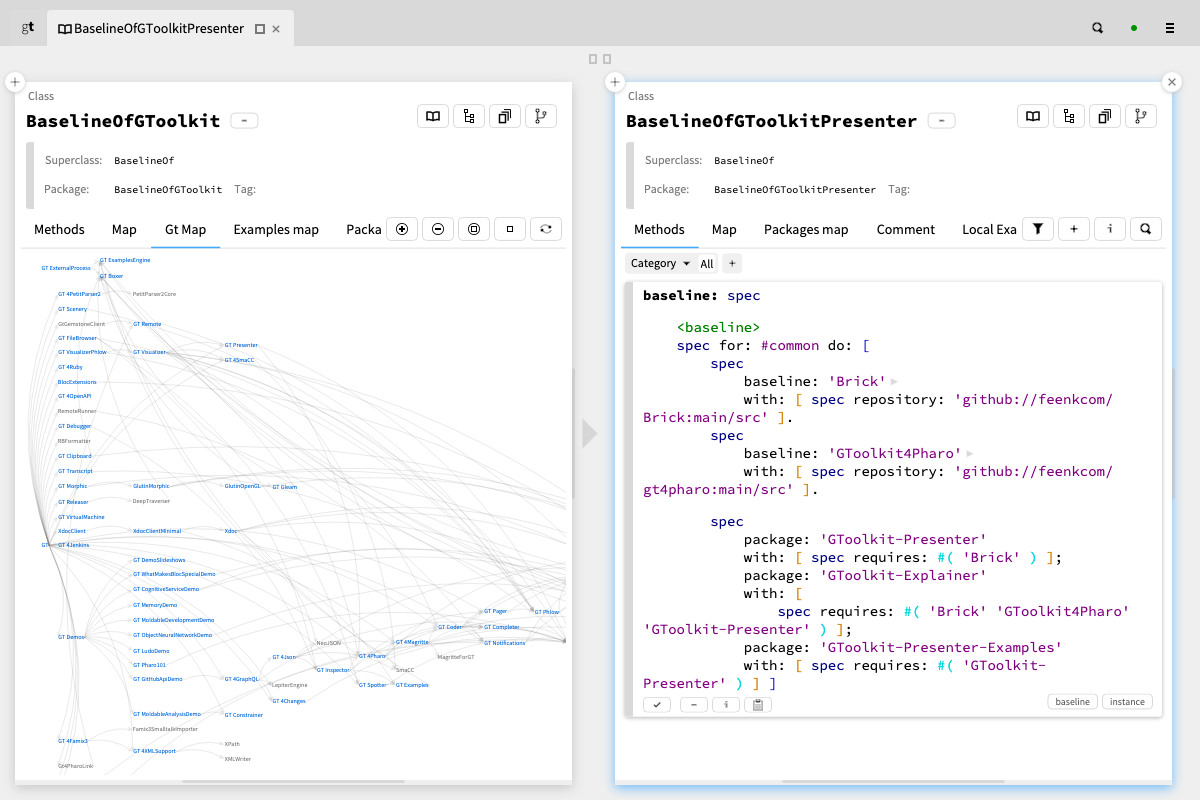 gt BaselineOfGToolkitPresenter
Class
BaselineOfGToolkit
Superclass: BaselineOf
Package: BaselineOfGToolkit Tag:
Methods Map Gt Map Examples map Packa
GT ExamplesEngine
GT ExternalProcess
GT Boxer
GT 4PetitParser2 PetitParser2Core
GT Scenery
GtGemstoneClient GT Remote
GT FileBrowser
GT Presenter
GT VisualizerPhlow GT Visualizer
GT 4SmaCC
GT 4Ruby
BlocExtensions
GT 4OpenAPI
RemoteRunner
GT Debugger
RBFormatter
GT Clipboard
GT Transcript
GT Morphic GlutinMorphic GlutinOpenGL GT Gleam
GT Releaser DeepTraverser
GT VirtualMachine
XdocClient XdocClientMinimal Xdoc
GT GT 4Jenkins
GT DemoSlideshows
GT WhatMakesBlocSpecialDemo
GT CognitiveServiceDemo
GT MemoryDemo
GT Pager GT Phlow
GT MoldableDevelopmentDemo
GT Coder GT Completer
GT Demos GT ObjectNeuralNetworkDemo
NeoJSON GT 4Magritte GT Notifications
GT LudoDemo
GT 4Json GT 4Pharo MagritteForGT
GT Pharo101
GT Inspector SmaCC
GT GitHubApiDemo GT 4GraphQL
LepiterEngine GT Spotter GT Examples
GT 4Changes
GT MoldableAnalysisDemo GT Constrainer
Famix3SmalltalkImporter
GT 4Famix3
XPath
GT 4XMLSupport
XMLWriter
Gt4PharoLink
Class
BaselineOfGToolkitPresenter
Superclass: BaselineOf
Package: BaselineOfGToolkitPresenter Tag:
Methods Map Packages map Comment Local Exa
Category All +
baseline: spec
<baseline>
spec for: #common do: [
spec
baseline: 'Brick'
with: [ spec repository: 'github://feenkcom/
Brick:main/src' ].
spec
baseline: 'GToolkit4Pharo'
with: [ spec repository: 'github://feenkcom/
gt4pharo:main/src' ].
spec
package: 'GToolkit-Presenter'
with: [ spec requires: #( 'Brick' ) ];
package: 'GToolkit-Explainer'
with: [
spec requires: #( 'Brick' 'GToolkit4Pharo'
'GToolkit-Presenter' ) ];
package: 'GToolkit-Presenter-Examples'
with: [ spec requires: #( 'GToolkit-
Presenter' ) ] ]
baseline instance